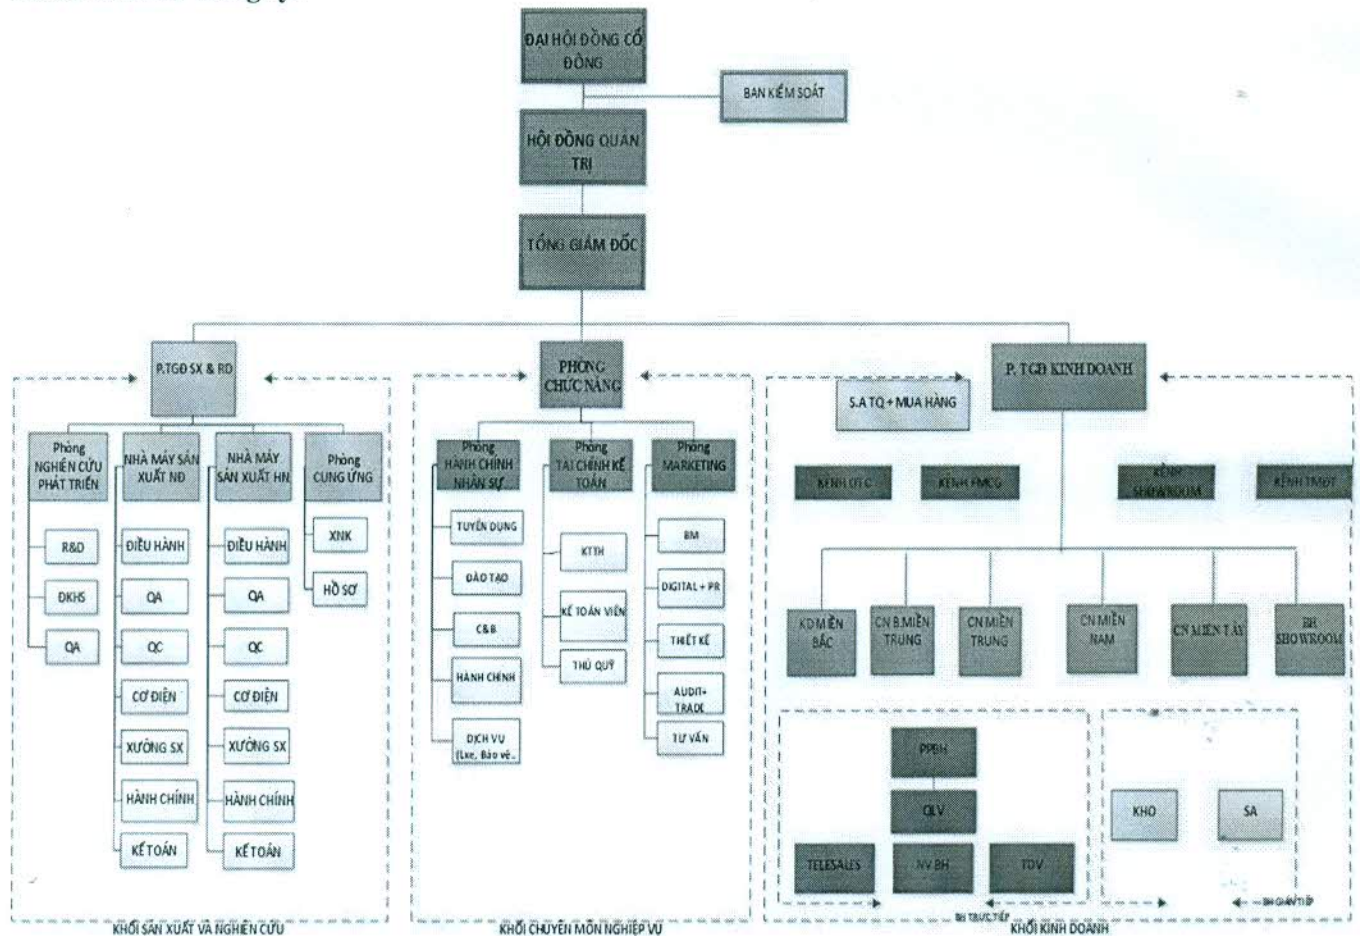 ĐẠI HỘI ĐỒNG CỔ
ĐÔNG
BAN KIỂM SOÁT
HỘI ĐỒNG QUẢN
TRỊ
TỔNG GIÁM ĐỐC
P.TGĐ SX & RD
PHÒNG
CHỨC NĂNG
P. TGĐ KINH DOANH
S.A TQ + MUA HÀNG
Phòng
NGHIÊN CỨU
PHÁT TRIỂN
NHÀ MÁY SẢN
XUẤT NĐ
NHÀ MÁY
SẢN XUẤT HN
Phòng
CUNG ỨNG
Phòng
HÀNH CHÍNH
NHÂN SỰ
Phòng
TÀI CHÍNH KẾ
TOÁN
Phòng
MARKETING
KÊNH OTC
KÊNH FMCG
KÊNH
SHOWROOM
KÊNH TMĐT
R&D
ĐKHS
QA
ĐIỀU HÀNH
QA
QC
CƠ ĐIỆN
XƯỞNG SX
HÀNH CHÍNH
KẾ TOÁN
ĐIỀU HÀNH
QA
QC
CƠ ĐIỆN
XƯỞNG SX
HÀNH CHÍNH
KẾ TOÁN
XNK
HỒ SƠ
TUYỂN DỤNG
ĐÀO TẠO
C&B
HÀNH CHÍNH
DỊCH VỤ
(Lxe, Bảo vệ..
KTTH
KẾ TOÁN VIÊN
THỦ QUỸ
BM
DIGITAL + PR
THIẾT KẾ
AUDIT+
TRADE
TƯ VẤN
KD MIỀN
BẮC
CN B.MIỀN
TRUNG
CN MIỀN
TRUNG
CN MIỀN
NAM
CN MIỀN TÂY
BH
SHOWROOM
PPBH
QLV
TELESALES
NV BH
TDV
KHO
SA
BH TRỰC TIẾP
BH GIÁN TIẾP
KHỐI SẢN XUẤT VÀ NGHIÊN CỨU
KHỐI CHUYÊN MÔN NGHIỆP VỤ
KHỐI KINH DOANH